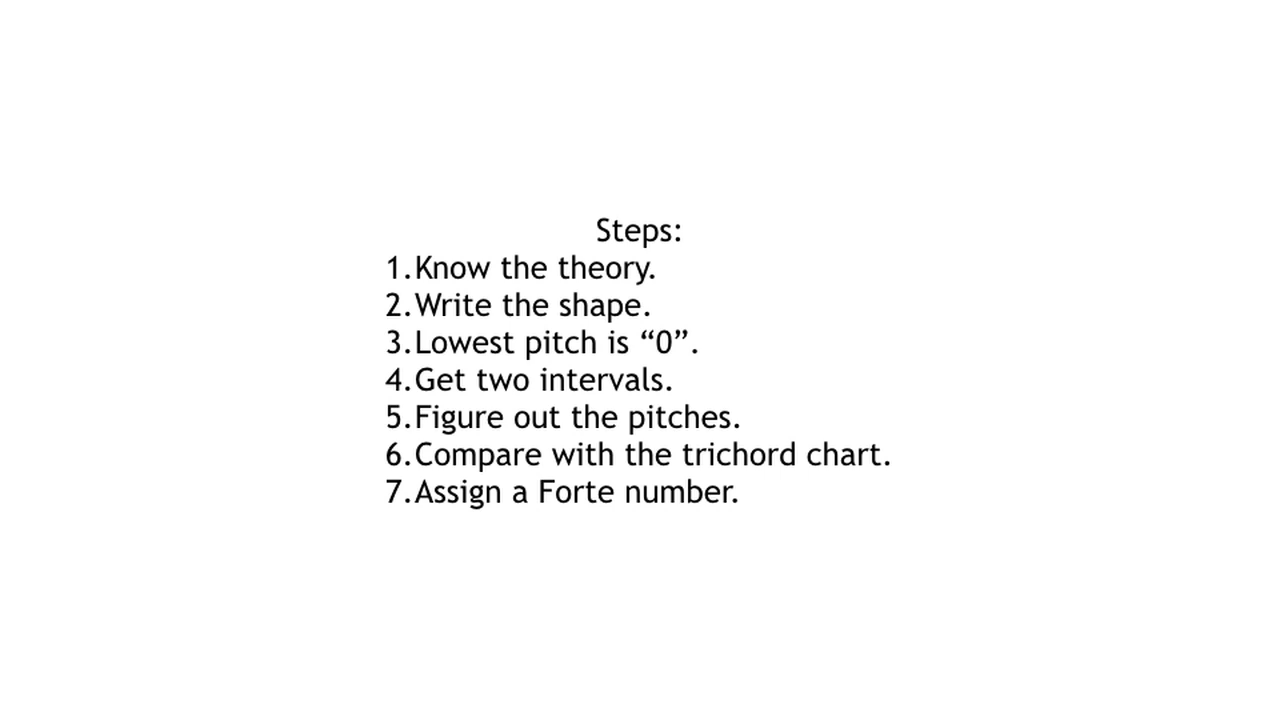 Steps:
1.Know the theory.
2.Write the shape.
3.Lowest pitch is “0”.
4.Get two intervals.
5.Figure out the pitches.
6.Compare with the trichord chart.
7.Assign a Forte number.